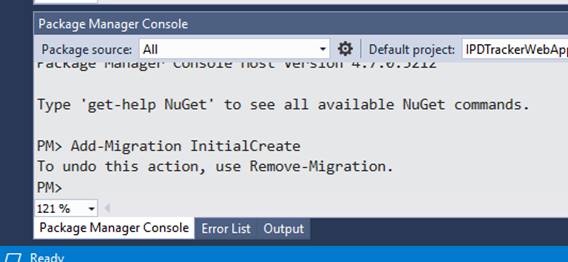 Package Manager Console
Package source: All Default project: IPDTrackerWebApp
Package Manager Console Host Version 4.7.0.5212
Type 'get-help NuGet' to see all available NuGet commands.
PM> Add-Migration InitialCreate
To undo this action, use Remove-Migration.
PM>
121 %
Package Manager Console Error List Output
Ready